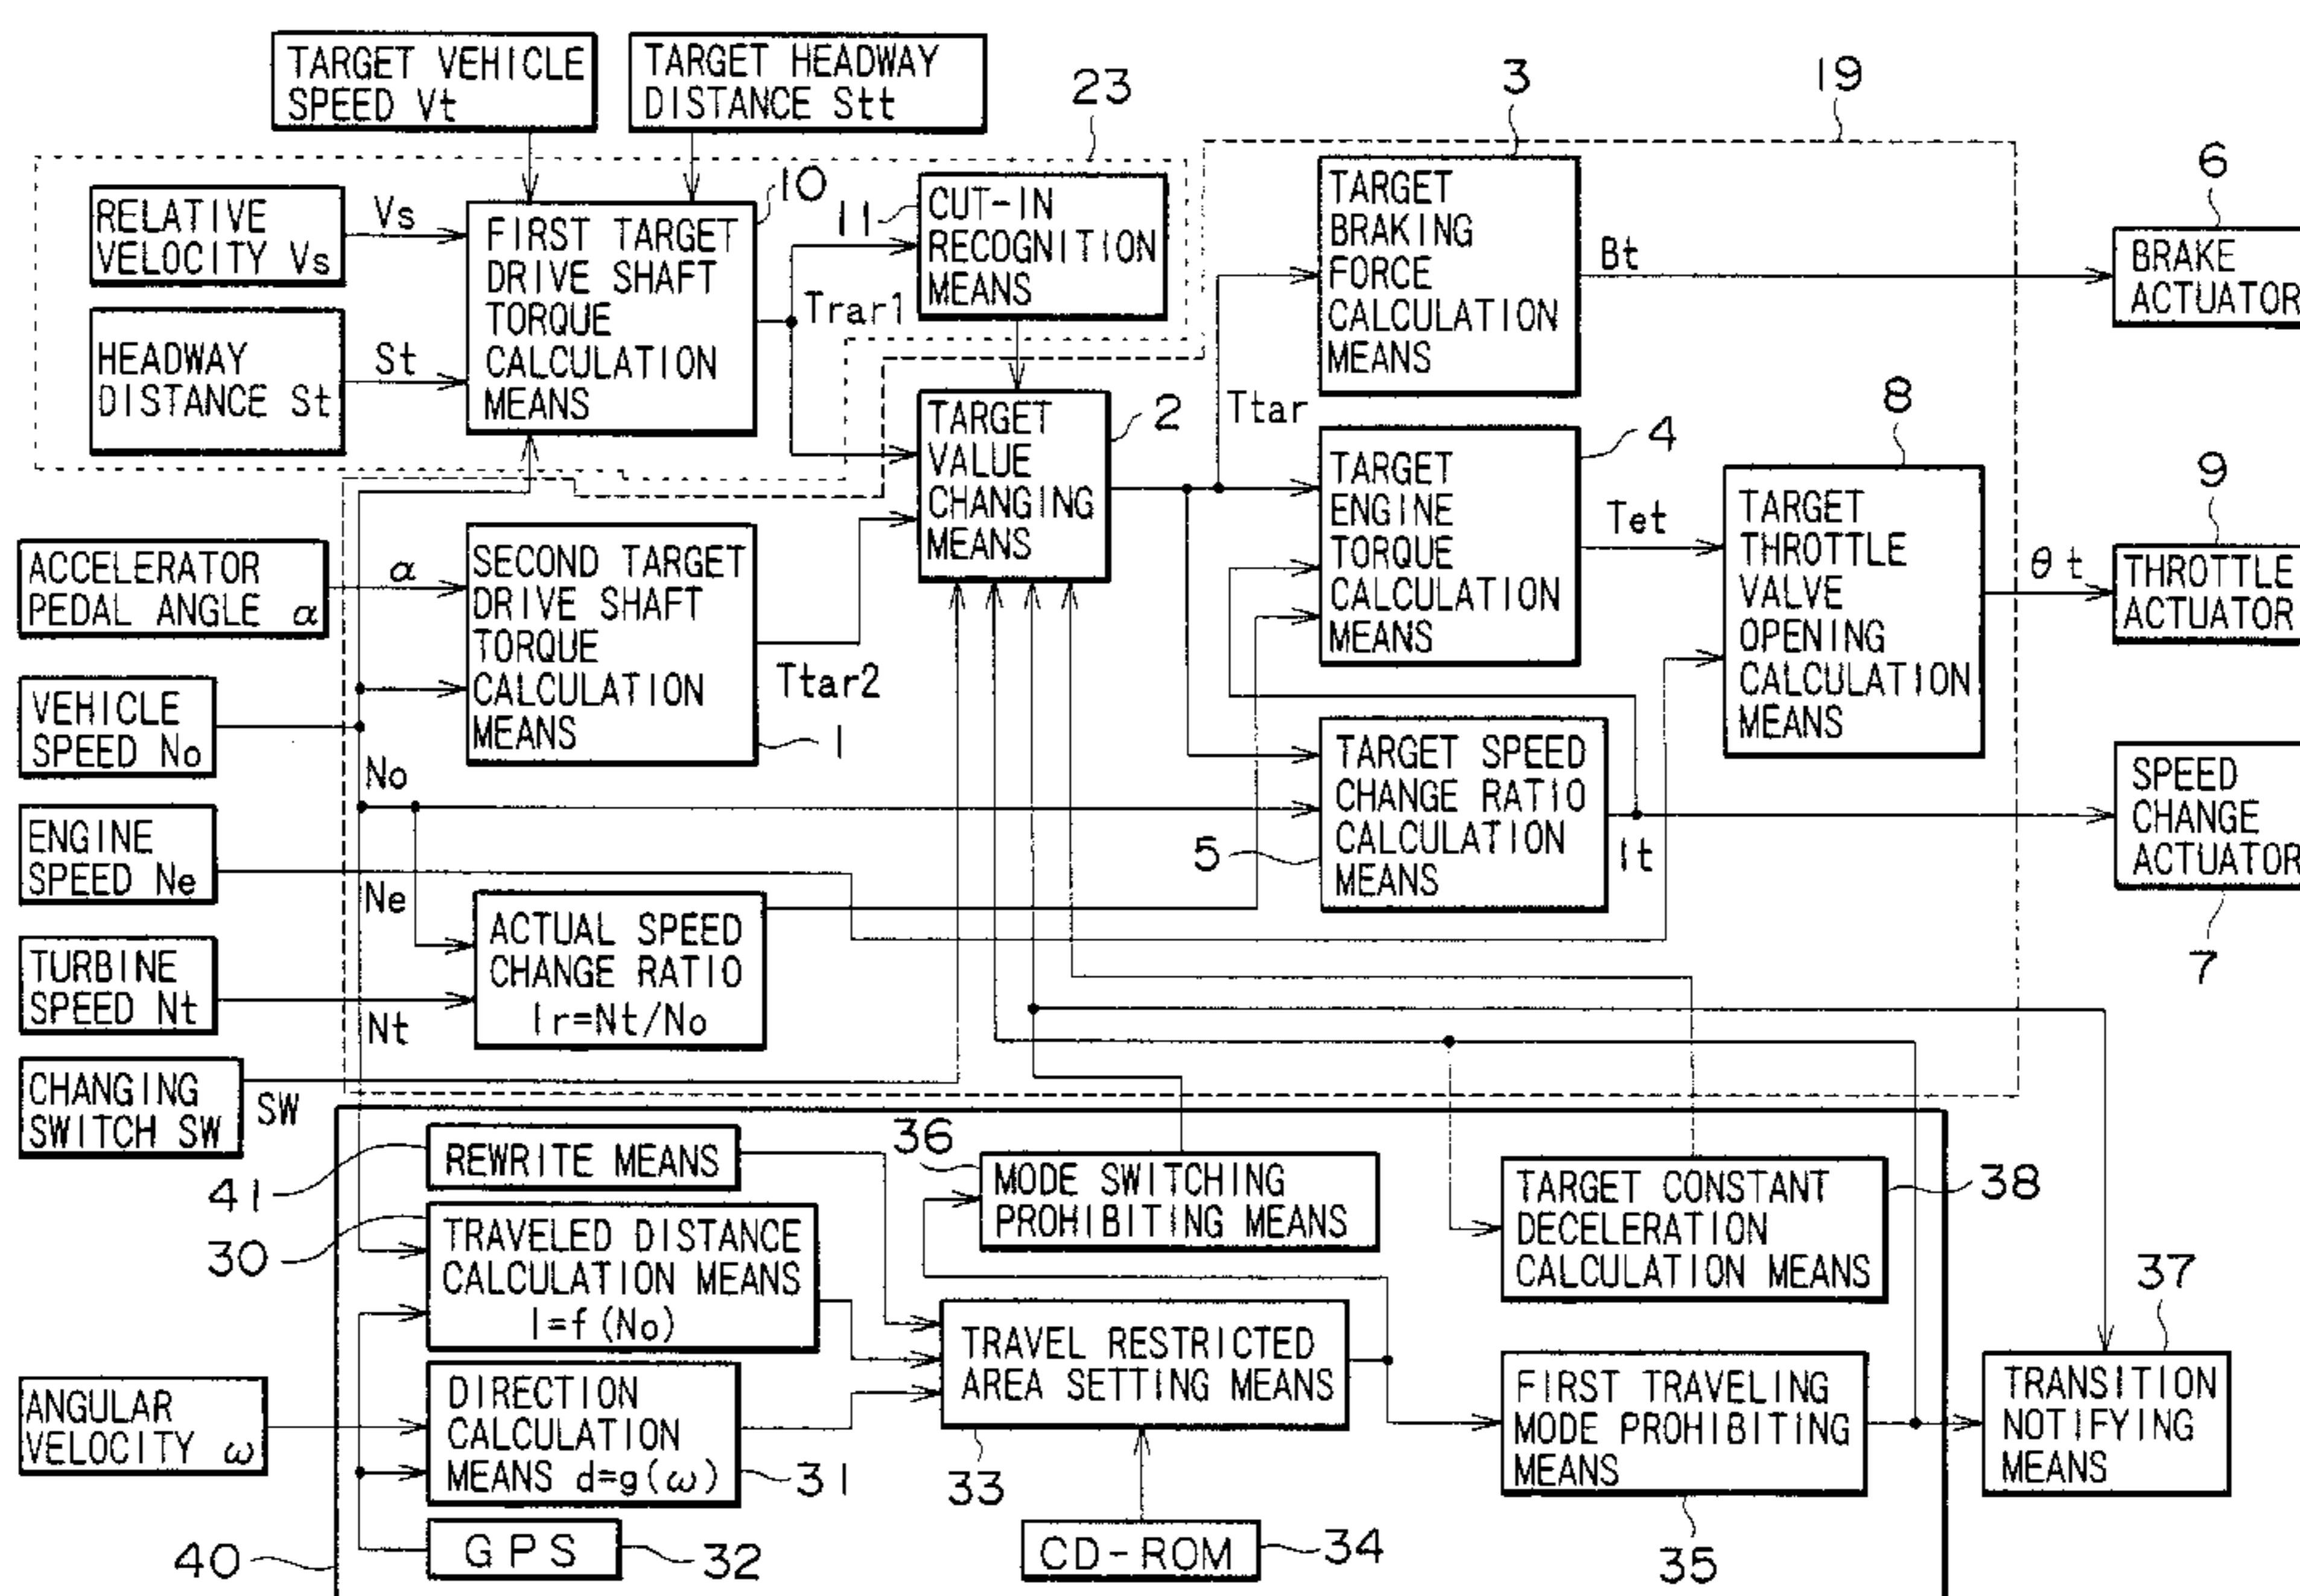 TARGET VEHICLE
SPEED Vt
TARGET HEADWAY
DISTANCE Stt
23
3
19
6
RELATIVE
VELOCITY Vs
Vs
HEADWAY
DISTANCE St
St
FIRST TARGET
DRIVE SHAFT
TORQUE
CALCULATION
MEANS
10
11
CUT-IN
RECOGNITION
MEANS
Trar1
TARGET
BRAKING
FORCE
CALCULATION
MEANS
Bt
BRAKE
ACTUATOR
TARGET
VALUE
CHANGING
MEANS
2
Ttar
TARGET
ENGINE
TORQUE
CALCULATION
MEANS
4
Tet
8
TARGET
THROTTLE
VALVE
OPENING
CALCULATION
MEANS
9
θt
THROTTLE
ACTUATOR
ACCELERATOR
PEDAL ANGLE α
α
SECOND TARGET
DRIVE SHAFT
TORQUE
CALCULATION
MEANS
1
Ttar2
VEHICLE
SPEED No
No
TARGET SPEED
CHANGE RATIO
CALCULATION
MEANS
5
It
SPEED
CHANGE
ACTUATOR
7
ENGINE
SPEED Ne
Ne
ACTUAL SPEED
CHANGE RATIO
Ir=Nt/No
TURBINE
SPEED Nt
Nt
CHANGING
SWITCH SW
SW
REWRITE MEANS
41
36
MODE SWITCHING
PROHIBITING MEANS
TARGET CONSTANT
DECELERATION
CALCULATION MEANS
38
30
TRAVELED DISTANCE
CALCULATION MEANS
l=f(No)
TRAVEL RESTRICTED
AREA SETTING MEANS
33
37
FIRST TRAVELING
MODE PROHIBITING
MEANS
35
TRANSITION
NOTIFYING
MEANS
ANGULAR
VELOCITY ω
DIRECTION
CALCULATION
MEANS d=g(ω)
31
40
GPS
32
CD-ROM
34